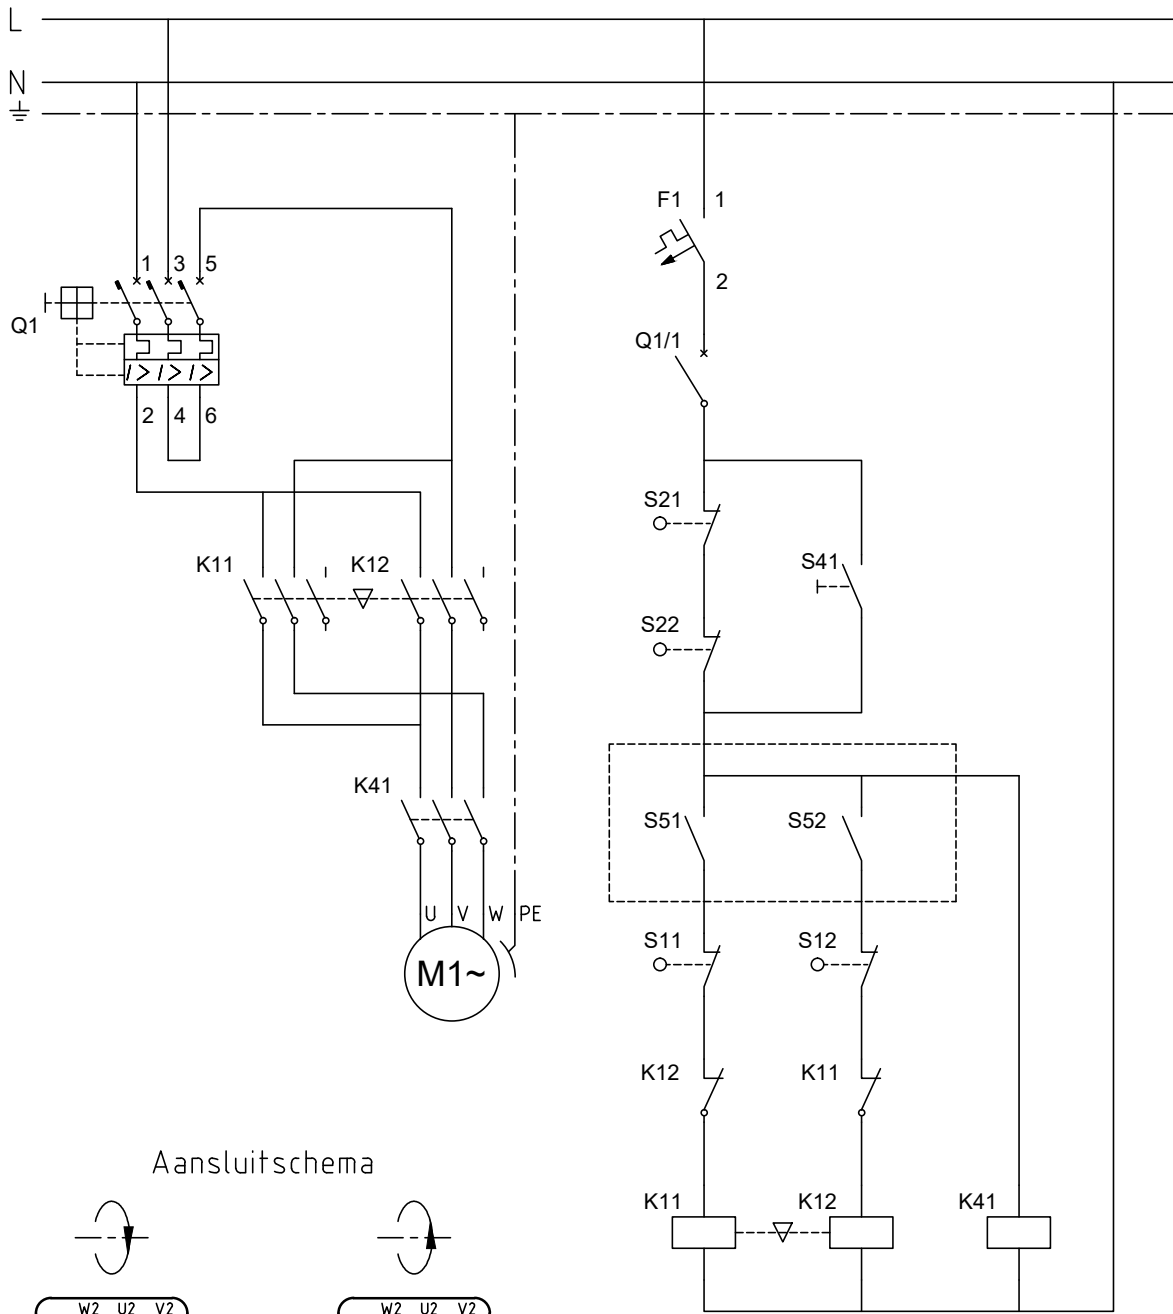 L
N
F1 1
2
1 3 5
Q1
Q1/1
2 4 6
S21
K11 K12
S41
S22
K41
S51 S52
U V W PE
S11 S12
M1~
K12 K11
Aansluitschema
K11 K12 K41
W2 U2 V2 W2 U2 V2